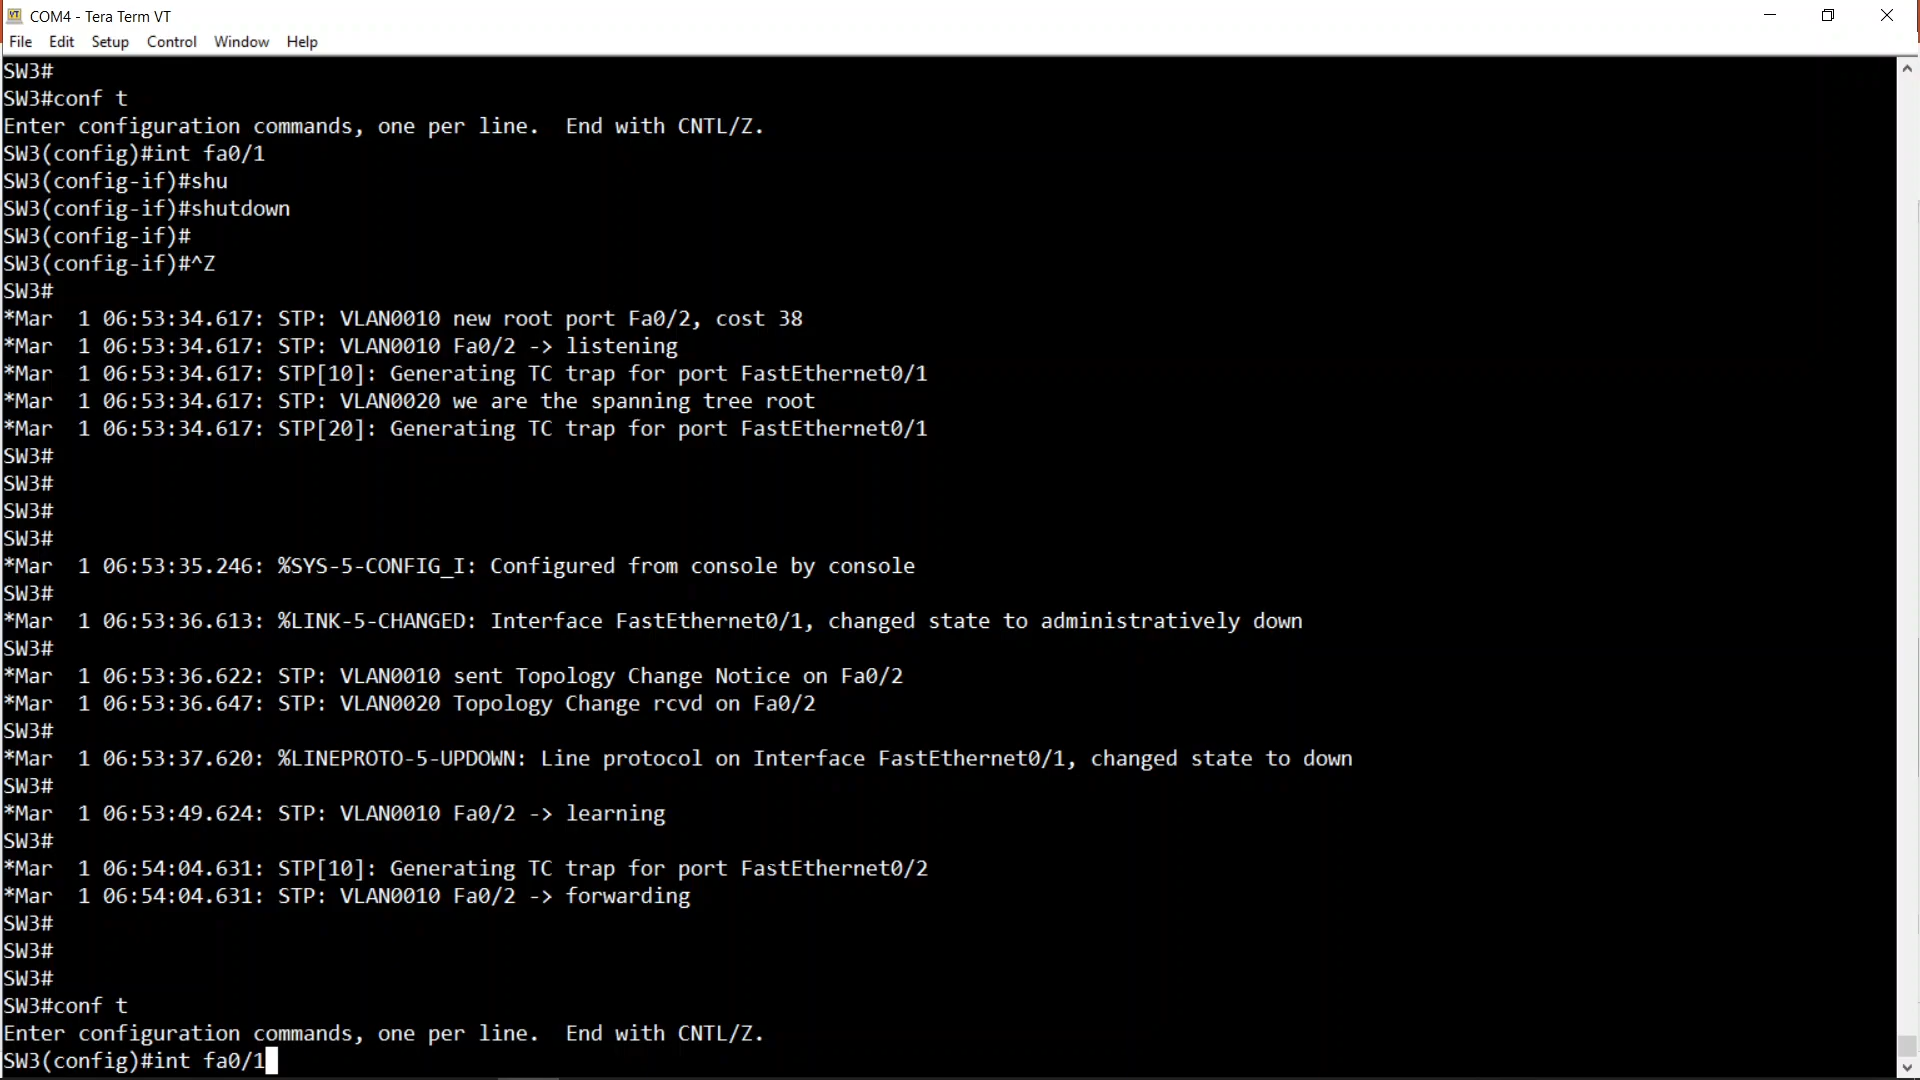 COM4 - Tera Term VT
File Edit Setup Control Window Help
SW3#
SW3#conf t
Enter configuration commands, one per line.  End with CNTL/Z.
SW3(config)#int fa0/1
SW3(config-if)#shu
SW3(config-if)#shutdown
SW3(config-if)#
SW3(config-if)#^Z
SW3#
*Mar  1 06:53:34.617: STP: VLAN0010 new root port Fa0/2, cost 38
*Mar  1 06:53:34.617: STP: VLAN0010 Fa0/2 -> listening
*Mar  1 06:53:34.617: STP[10]: Generating TC trap for port FastEthernet0/1
*Mar  1 06:53:34.617: STP: VLAN0020 we are the spanning tree root
*Mar  1 06:53:34.617: STP[20]: Generating TC trap for port FastEthernet0/1
SW3#
SW3#
SW3#
SW3#
*Mar  1 06:53:35.246: %SYS-5-CONFIG_I: Configured from console by console
SW3#
*Mar  1 06:53:36.613: %LINK-5-CHANGED: Interface FastEthernet0/1, changed state to administratively down
SW3#
*Mar  1 06:53:36.622: STP: VLAN0010 sent Topology Change Notice on Fa0/2
*Mar  1 06:53:36.647: STP: VLAN0020 Topology Change rcvd on Fa0/2
SW3#
*Mar  1 06:53:37.620: %LINEPROTO-5-UPDOWN: Line protocol on Interface FastEthernet0/1, changed state to down
SW3#
*Mar  1 06:53:49.624: STP: VLAN0010 Fa0/2 -> learning
SW3#
*Mar  1 06:54:04.631: STP[10]: Generating TC trap for port FastEthernet0/2
*Mar  1 06:54:04.631: STP: VLAN0010 Fa0/2 -> forwarding
SW3#
SW3#
SW3#
SW3#conf t
Enter configuration commands, one per line.  End with CNTL/Z.
SW3(config)#int fa0/1